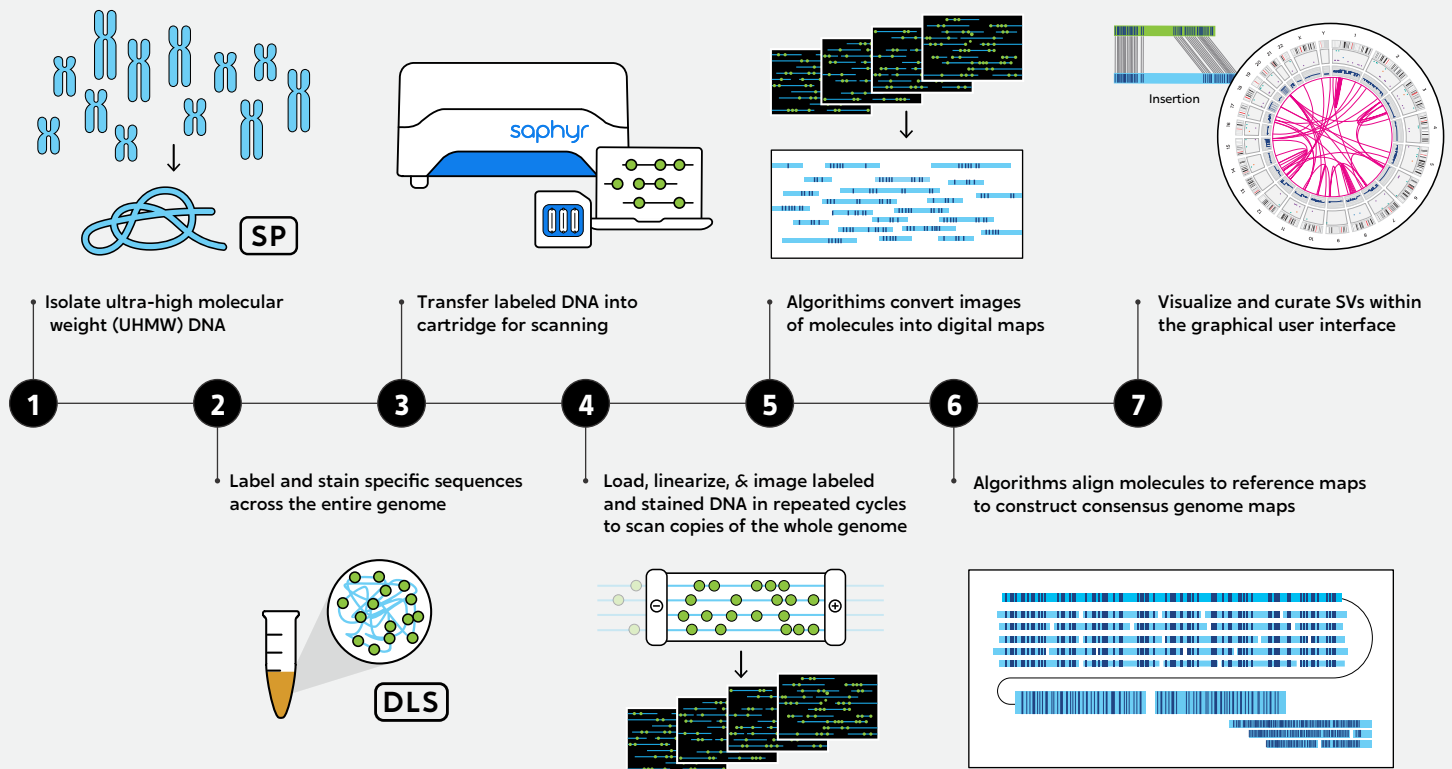 saphyr
Insertion
SP
Isolate ultra-high molecular
weight (UHMW) DNA
Transfer labeled DNA into
cartridge for scanning
Algorithims convert images
of molecules into digital maps
Visualize and curate SVs within
the graphical user interface
1
2
3
4
5
6
7
Label and stain specific sequences
across the entire genome
Load, linearize, & image labeled
and stained DNA in repeated cycles
to scan copies of the whole genome
Algorithms align molecules to reference maps
to construct consensus genome maps
DLS